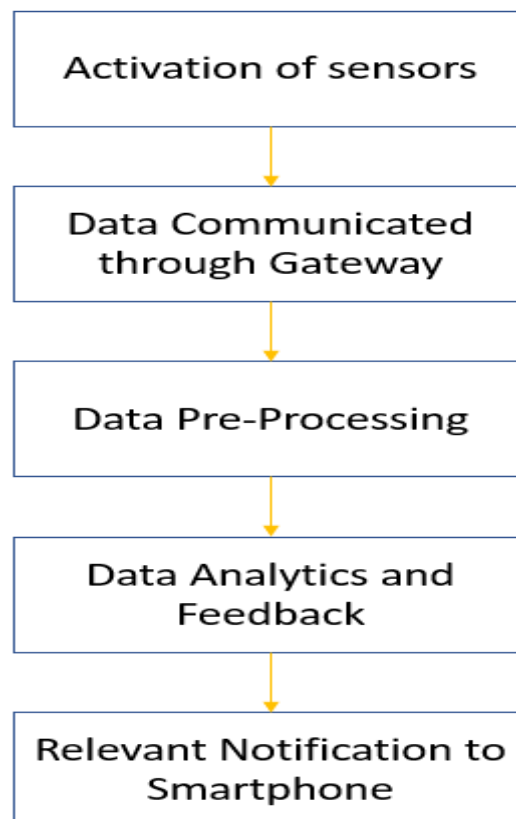 Activation of sensors
Data Communicated
through Gateway
Data Pre-Processing
Data Analytics and
Feedback
Relevant Notification to
Smartphone